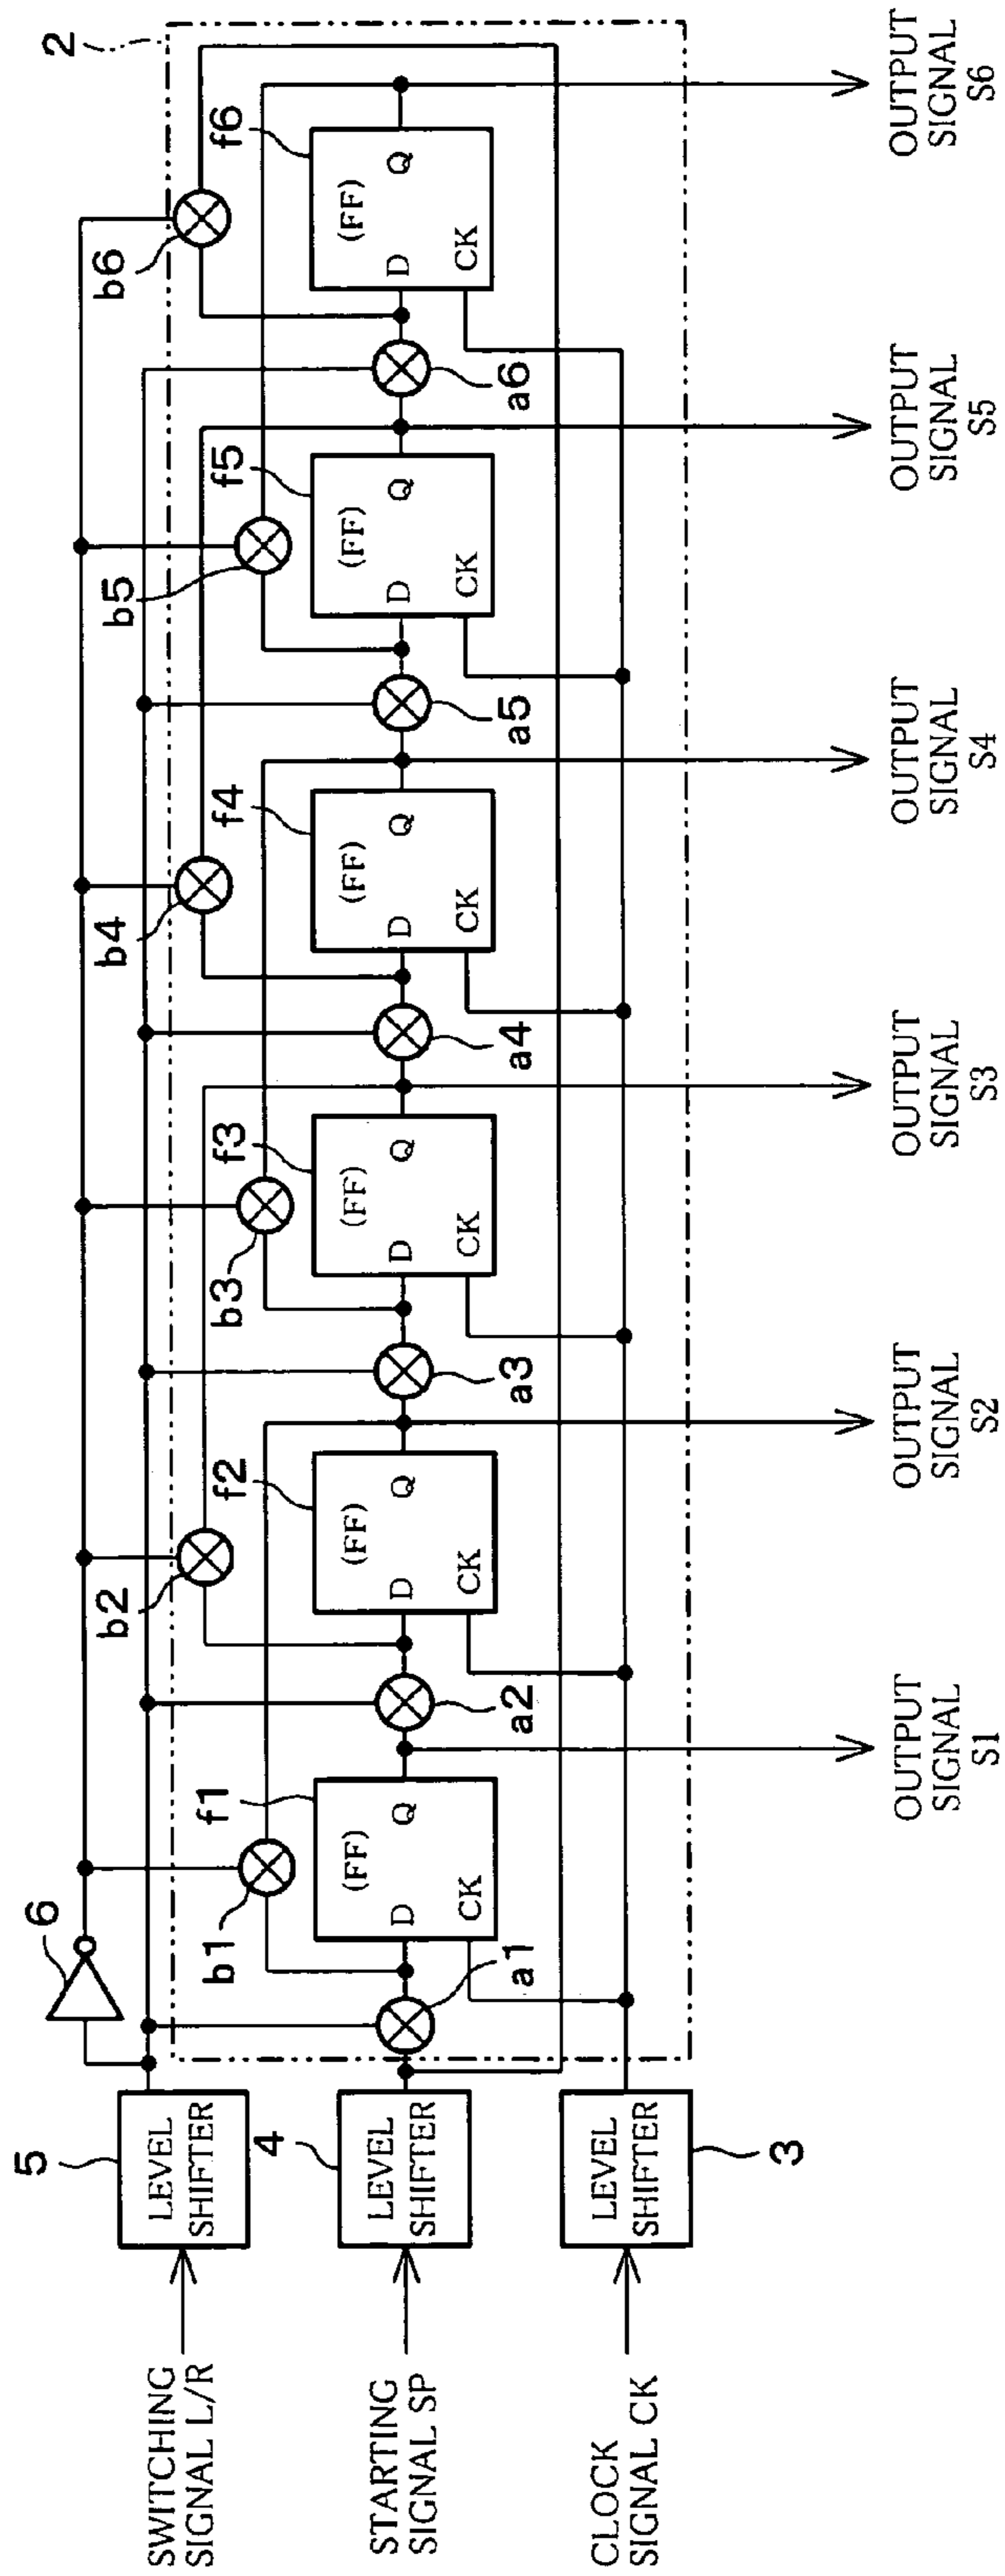 2
6
5
LEVEL
SHIFTER
SWITCHING
SIGNAL L/R
4
LEVEL
SHIFTER
STARTING
SIGNAL SP
3
LEVEL
SHIFTER
CLOCK
SIGNAL CK
b1
b2
b3
b4
b5
b6
f1
(FF)
D
Q
CK
f2
(FF)
D
Q
CK
f3
(FF)
D
Q
CK
f4
(FF)
D
Q
CK
f5
(FF)
D
Q
CK
f6
(FF)
D
Q
CK
a1
a2
a3
a4
a5
a6
OUTPUT
SIGNAL
S1
OUTPUT
SIGNAL
S2
OUTPUT
SIGNAL
S3
OUTPUT
SIGNAL
S4
OUTPUT
SIGNAL
S5
OUTPUT
SIGNAL
S6